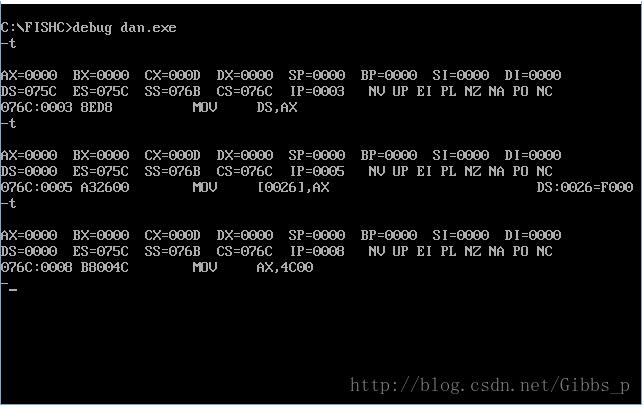 C:\FISHC>debug dan.exe
-t
AX=0000  BX=0000  CX=000D  DX=0000  SP=0000  BP=0000  SI=0000  DI=0000
DS=075C  ES=075C  SS=076B  CS=076C  IP=0003   NV UP EI PL NZ NA PO NC
076C:0003 8ED8          MOV     DS,AX
-t
AX=0000  BX=0000  CX=000D  DX=0000  SP=0000  BP=0000  SI=0000  DI=0000
DS=0000  ES=075C  SS=076B  CS=076C  IP=0005   NV UP EI PL NZ NA PO NC
076C:0005 A32600        MOV     [0026],AX                          DS:0026=F000
-t
AX=0000  BX=0000  CX=000D  DX=0000  SP=0000  BP=0000  SI=0000  DI=0000
DS=0000  ES=075C  SS=076B  CS=076C  IP=0008   NV UP EI PL NZ NA PO NC
076C:0008 B8004C        MOV     AX,4C00
-_
http://blog.csdn.net/Gibbs_p